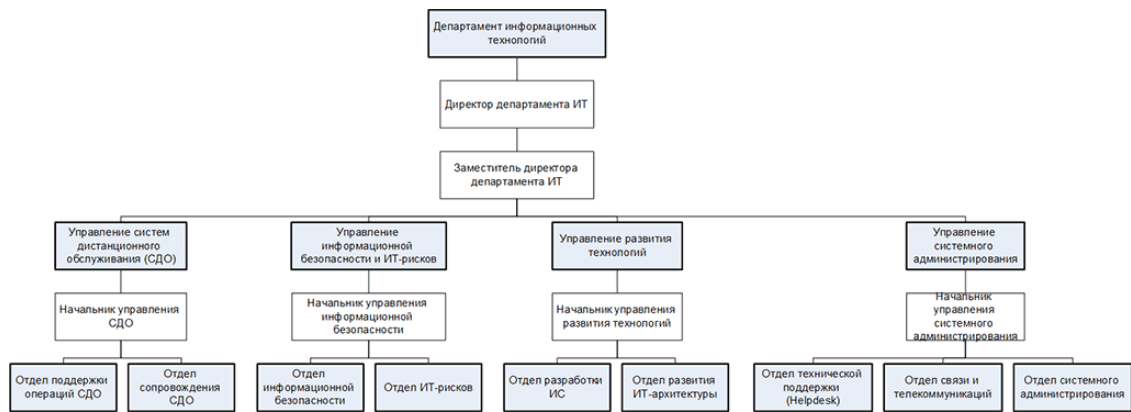 Департамент информационных
технологий
Директор департамента ИТ
Заместитель директора
департамента ИТ
Управление систем
дистанционного
обслуживания (СДО)
Управление
информационной
безопасности и ИТ-рисков
Управление развития
технологий
Управление
системного
администрирования
Начальник управления
СДО
Начальник управления
информационной
безопасности
Начальник управления
развития технологий
Начальник
управления
системного
администрирования
Отдел поддержки
операций СДО
Отдел
сопровождения
СДО
Отдел
информационной
безопасности
Отдел ИТ-рисков
Отдел разработки
ИС
Отдел развития
ИТ-архитектуры
Отдел технической
поддержки
(Helpdesk)
Отдел связи и
телекоммуникаций
Отдел системного
администрирования